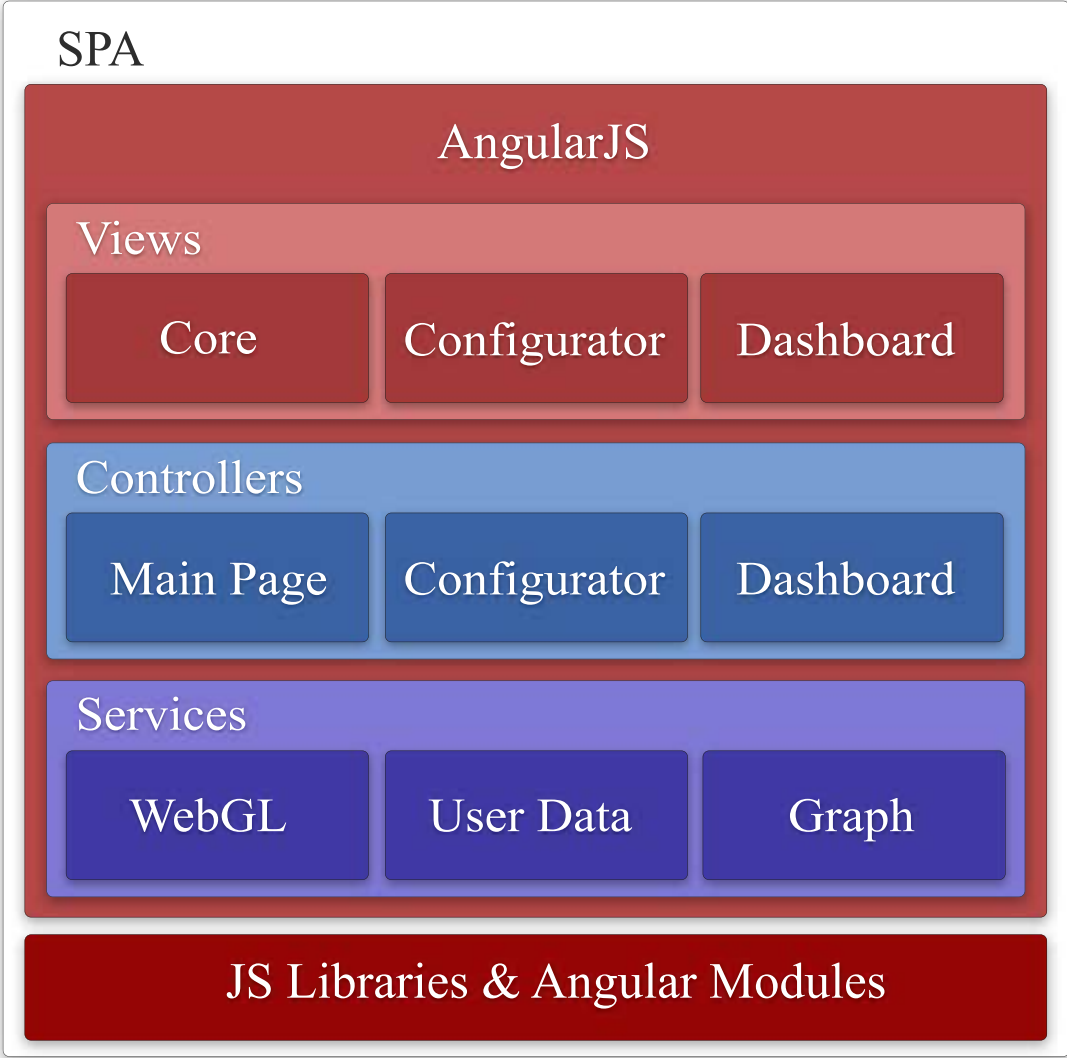 SPA
AngularJS
Views
Core
Configurator
Dashboard
Controllers
Main Page
Configurator
Dashboard
Services
WebGL
User Data
Graph
JS Libraries & Angular Modules